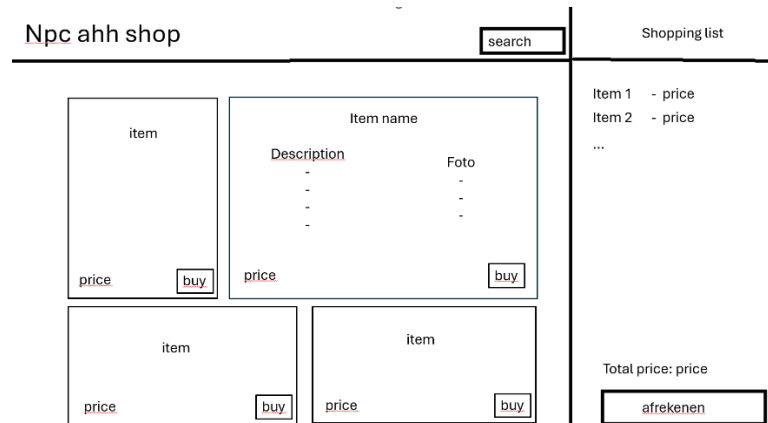 Npc ahh shop
search
Shopping list
item
price
buy
Item name
Description
-
-
-
-
Foto
-
-
-
price
buy
item
price
buy
item
price
buy
Item 1 - price
Item 2 - price
...
Total price: price
afrekenen